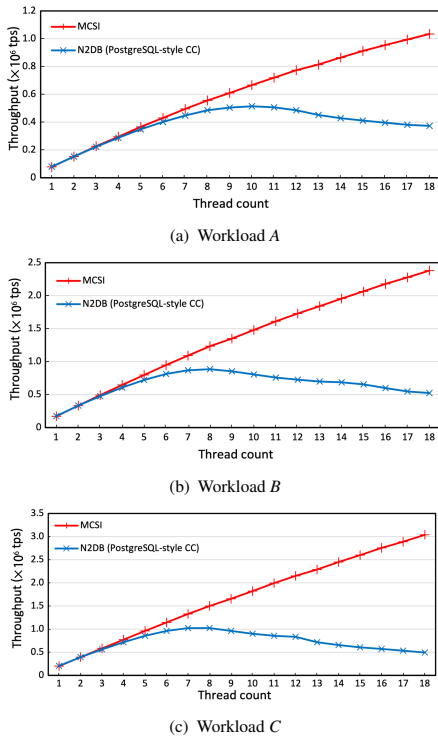 Throughput (×10⁶ tps)
1.2
1.0
0.8
0.6
0.4
0.2
0
MCSI
N2DB (PostgreSQL-style CC)
1 2 3 4 5 6 7 8 9 10 11 12 13 14 15 16 17 18
Thread count
(a) Workload A
Throughput (×10⁶ tps)
2.5
2.0
1.5
1.0
0.5
0.0
MCSI
N2DB (PostgreSQL-style CC)
1 2 3 4 5 6 7 8 9 10 11 12 13 14 15 16 17 18
Thread count
(b) Workload B
Throughput (×10⁶ tps)
3.5
3.0
2.5
2.0
1.5
1.0
0.5
0.0
MCSI
N2DB (PostgreSQL-style CC)
1 2 3 4 5 6 7 8 9 10 11 12 13 14 15 16 17 18
Thread count
(c) Workload C